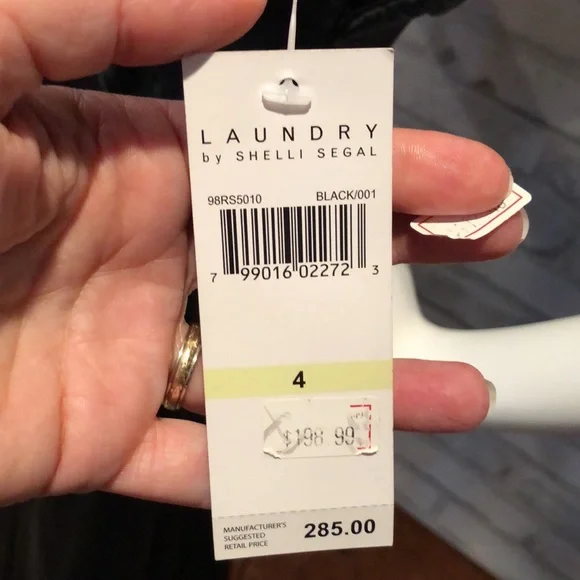 LAUNDRY
by SHELLI SEGAL
98RS5010 BLACK/001
7 99016 02272 3
4
$198 99
MANUFACTURER'S
SUGGESTED
RETAIL PRICE
285.00